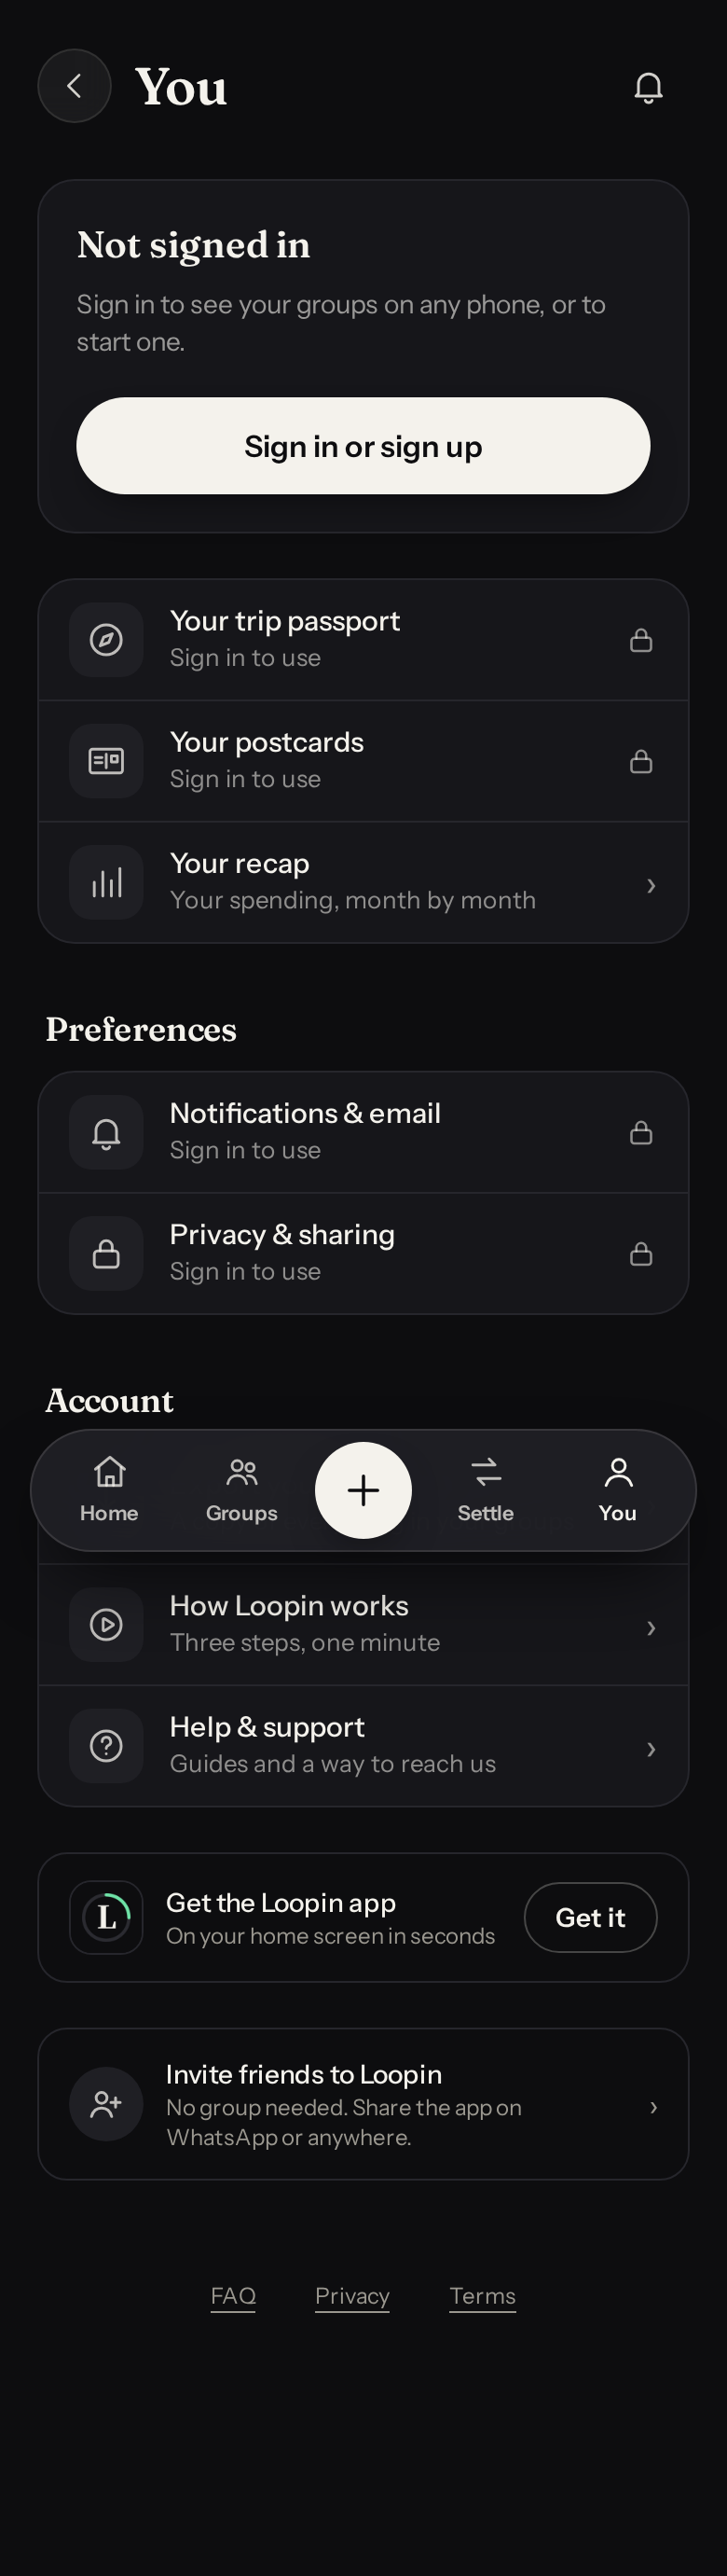 You
Not signed in
Sign in to see your groups on any phone, or to
start one.
Sign in or sign up
Your trip passport
Sign in to use
Your postcards
Sign in to use
Your recap
Your spending, month by month
›
Preferences
Notifications & email
Sign in to use
Privacy & sharing
Sign in to use
Account
Home
Groups
Settle
You
How Loopin works
Three steps, one minute
›
Help & support
Guides and a way to reach us
›
L
Get the Loopin app
On your home screen in seconds
Get it
Invite friends to Loopin
No group needed. Share the app on
WhatsApp or anywhere.
›
FAQ Privacy Terms